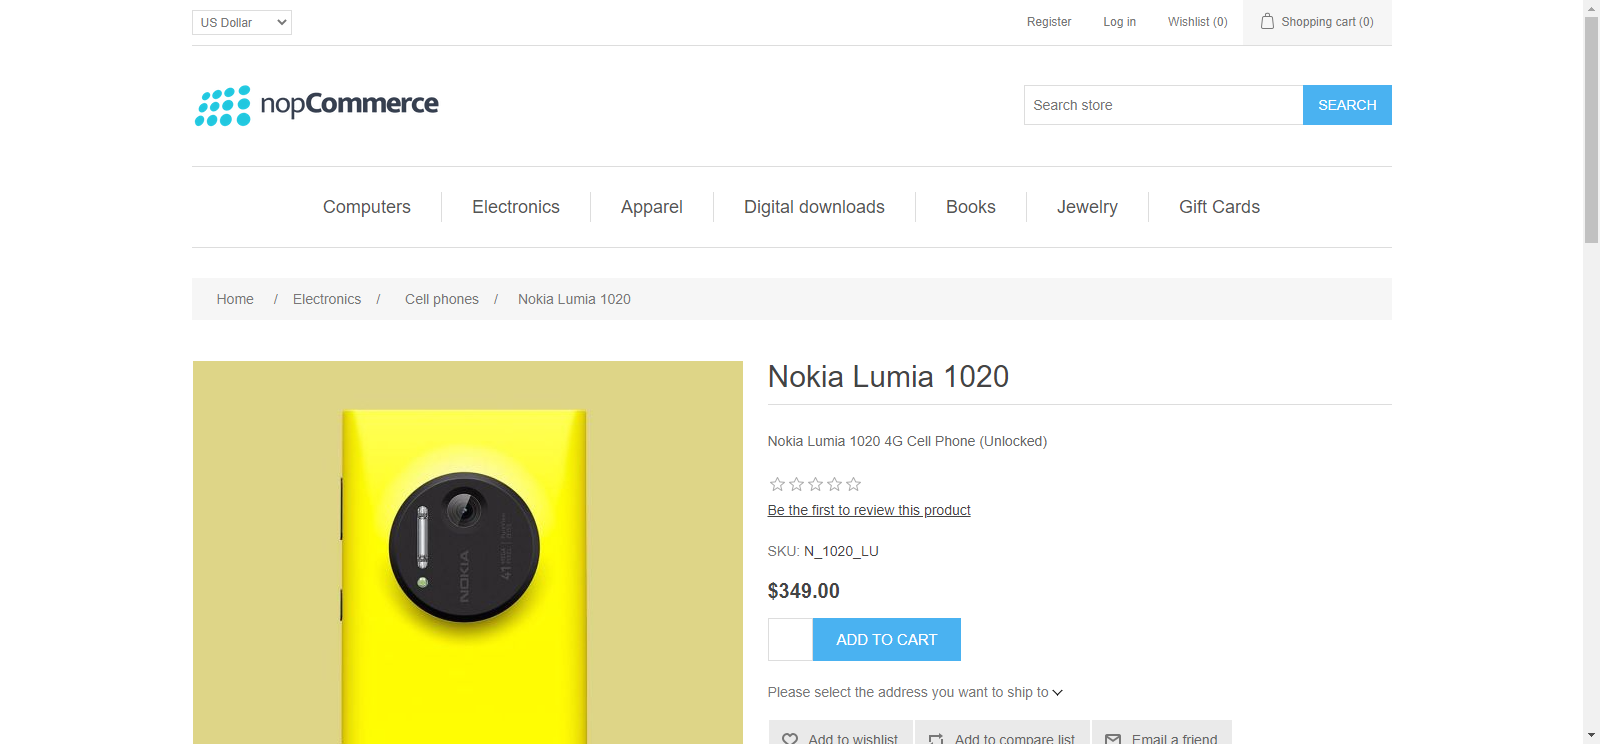 US Dollar
Register
Log in
Wishlist (0)
Shopping cart (0)
nopCommerce
Search store
SEARCH
Computers
Electronics
Apparel
Digital downloads
Books
Jewelry
Gift Cards
Home / Electronics / Cell phones / Nokia Lumia 1020
Nokia Lumia 1020
Nokia Lumia 1020 4G Cell Phone (Unlocked)
Be the first to review this product
SKU: N_1020_LU
$349.00
ADD TO CART
Please select the address you want to ship to
Add to wishlist
Add to compare list
Email a friend
NOKIA
41